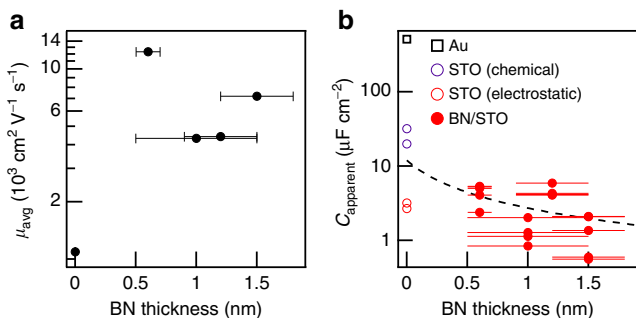 a
μavg (10³ cm² V⁻¹ s⁻¹)
14
10
6
2
0
0.5
1
1.5
BN thickness (nm)
b
Capparent (μF cm⁻²)
100
10
1
Au
STO (chemical)
STO (electrostatic)
BN/STO
0
0.5
1
1.5
BN thickness (nm)